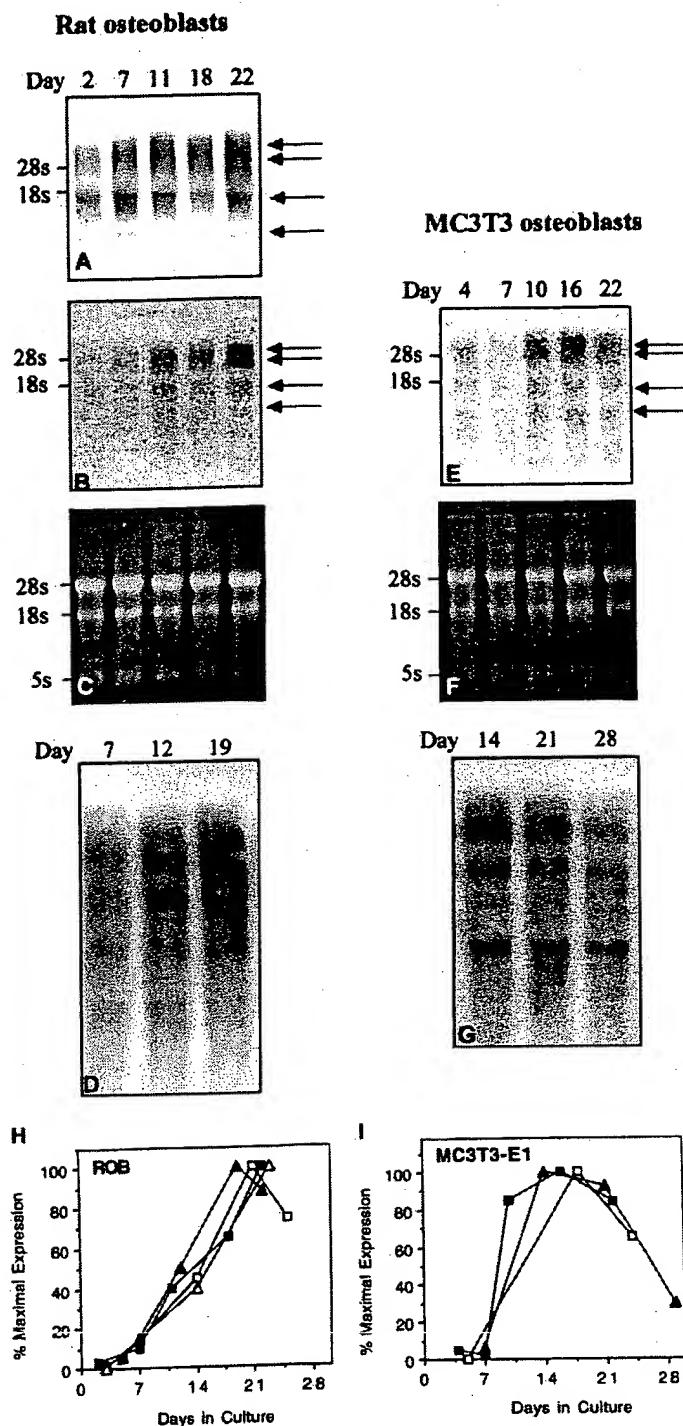 Rat osteoblasts
Day 2 7 11 18 22
28s
18s
A
28s
18s
B
28s
18s
5s
C
Day 7 12 19
D
MC3T3 osteoblasts
Day 4 7 10 16 22
28s
18s
E
28s
18s
5s
F
Day 14 21 28
G
H
ROB
% Maximal Expression
100
80
60
40
20
0
0 7 14 21 28
Days in Culture
I
MC3T3-E1
% Maximal Expression
100
80
60
40
20
0
0 7 14 21 28
Days in Culture